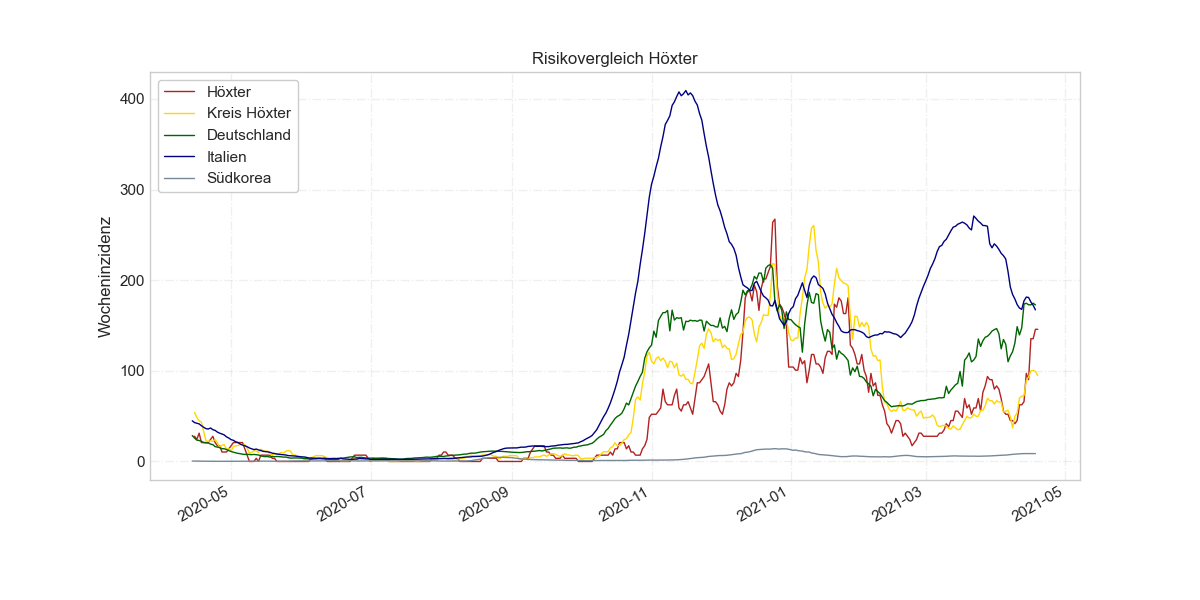 Risikovergleich Höxter
Höxter
Kreis Höxter
Deutschland
Italien
Südkorea
Wocheninzidenz
400
300
200
100
0
2020-05
2020-07
2020-09
2020-11
2021-01
2021-03
2021-05